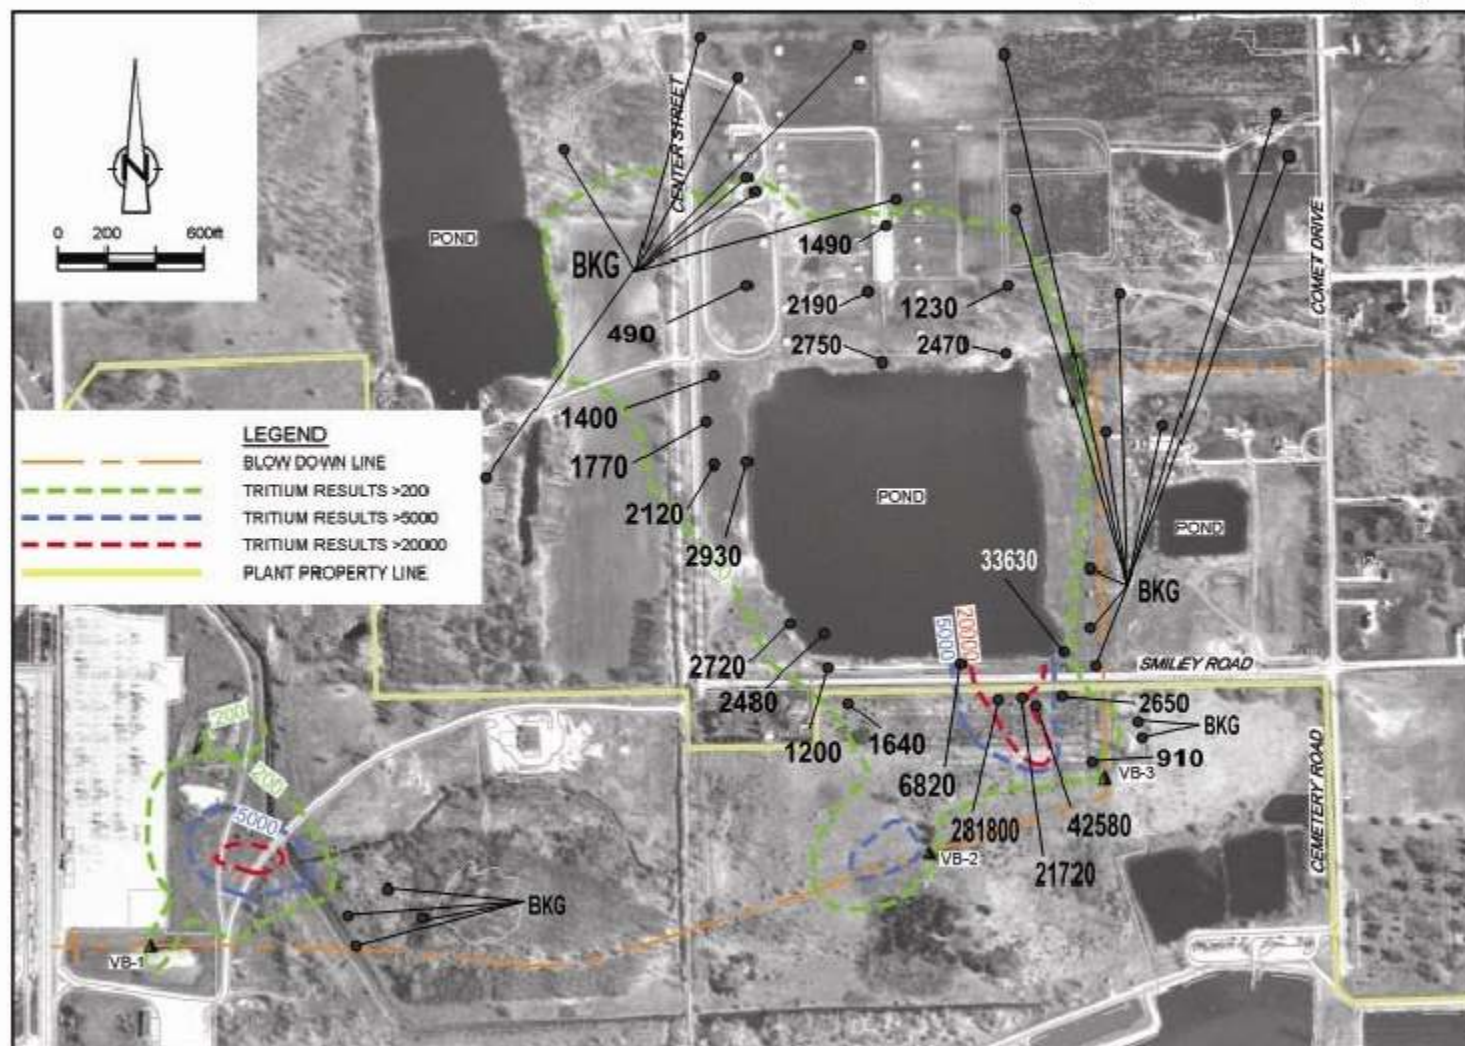 N
0 200 600ft
CENTER STREET
POND
BKG
1490
2190
1230
490
2750
2470
COMET DRIVE
1400
1770
2120
2930
POND
POND
33630
BKG
LEGEND
BLOW DOWN LINE
TRITIUM RESULTS >200
TRITIUM RESULTS >5000
TRITIUM RESULTS >20000
PLANT PROPERTY LINE
5000
20000
SMILEY ROAD
2720
2480
1200
1640
2650
BKG
910
VB-3
6820
281800
42580
21720
VB-2
CEMETERY ROAD
200
200
5000
BKG
VB-1